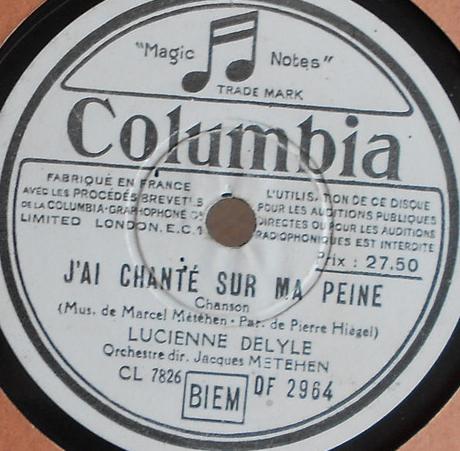 "Magic Notes"
TRADE MARK
Columbia
FABRIQUÉ EN FRANCE
AVEC LES PROCÉDÉS BREVETÉS
DE LA COLUMBIA-GRAPHOPHONE
LIMITED LONDON.E.C.1
L'UTILISATION DE CE DISQUE
POUR LES AUDITIONS PUBLIQUES
DIRECTES OU POUR LES AUDITIONS
RADIOPHONIQUES EST INTERDITE
Prix : 27.50
J'AI CHANTÉ SUR MA PEINE
Chanson
(Mus. de Marcel Météhen - Par. de Pierre Hiégel)
LUCIENNE DELYLE
Orchestre dir. Jacques METEHEN
CL 7826 BIEM DF 2964